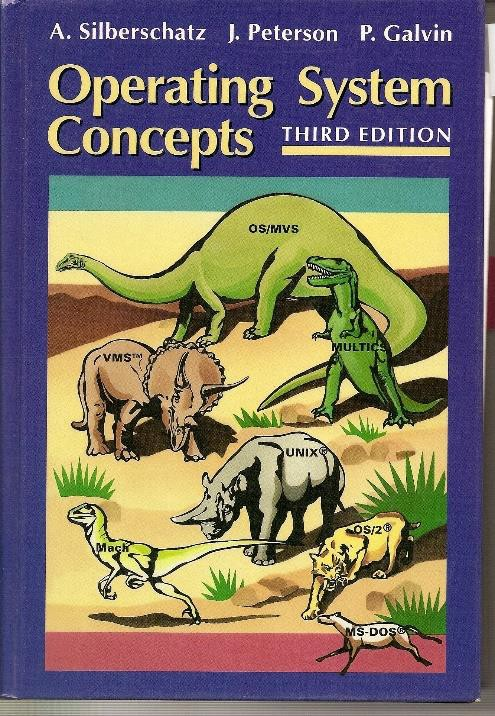 A. Silberschatz J. Peterson P. Galvin
Operating System
Concepts THIRD EDITION
OS/MVS
MULTICS
VMS™
UNIX®
OS/2®
Mach
MS-DOS®